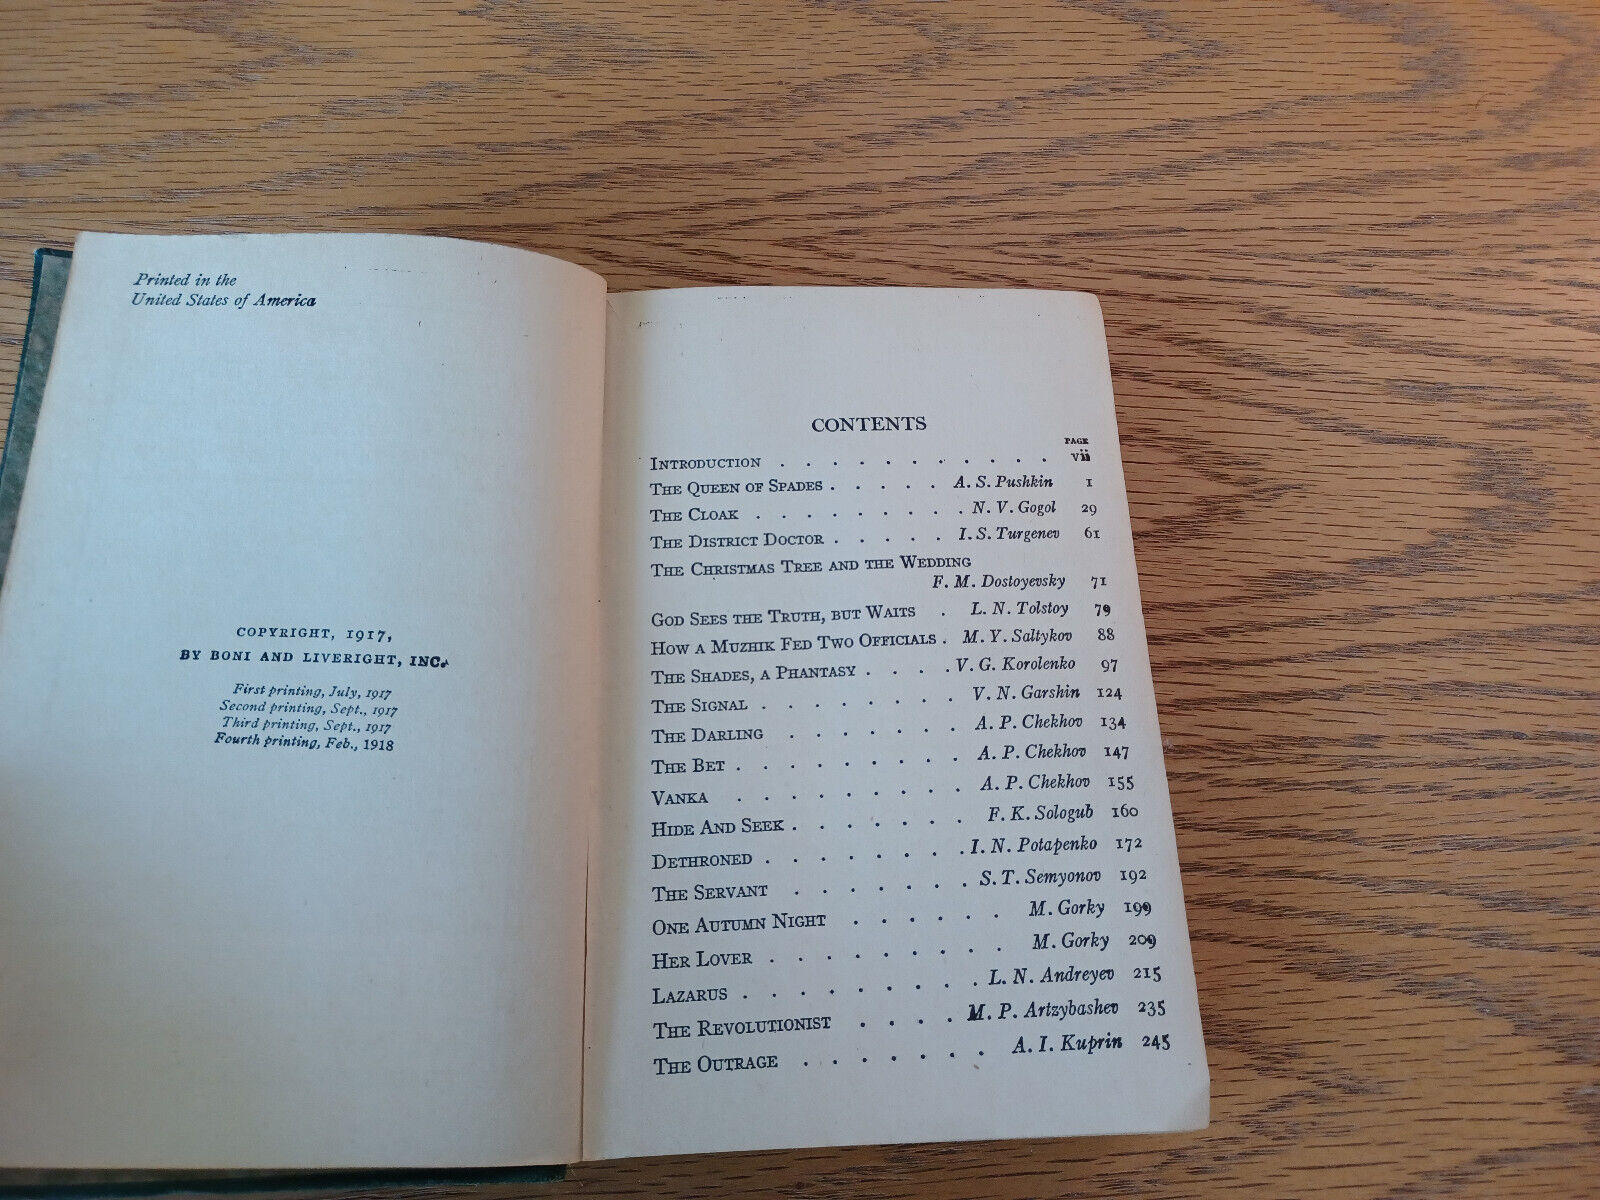 Printed in the
United States of America
COPYRIGHT, 1917,
BY BONI AND LIVERIGHT, INC.
First printing, July, 1917
Second printing, Sept., 1917
Third printing, Sept., 1917
Fourth printing, Feb., 1918
CONTENTS
PAGE
INTRODUCTION . . . . . . . . . . . vii
THE QUEEN OF SPADES . . . . . A. S. Pushkin 1
THE CLOAK . . . . . . . . . N. V. Gogol 29
THE DISTRICT DOCTOR . . . . . I. S. Turgenev 61
THE CHRISTMAS TREE AND THE WEDDING
F. M. Dostoyevsky 71
GOD SEES THE TRUTH, BUT WAITS . L. N. Tolstoy 79
HOW A MUZHIK FED TWO OFFICIALS . M. Y. Saltykov 88
THE SHADES, A PHANTASY . . . . V. G. Korolenko 97
THE SIGNAL . . . . . . . . V. N. Garshin 124
THE DARLING . . . . . . . A. P. Chekhov 134
THE BET . . . . . . . . . A. P. Chekhov 147
VANKA . . . . . . . . . A. P. Chekhov 155
HIDE AND SEEK . . . . . . . F. K. Sologub 160
DETHRONED . . . . . . . . I. N. Potapenko 172
THE SERVANT . . . . . . . S. T. Semyonov 192
ONE AUTUMN NIGHT . . . . . . M. Gorky 199
HER LOVER . . . . . . . . . M. Gorky 209
LAZARUS . . . . . . . . . L. N. Andreyev 215
THE REVOLUTIONIST . . . . M. P. Artzybashev 235
THE OUTRAGE . . . . . . . A. I. Kuprin 245